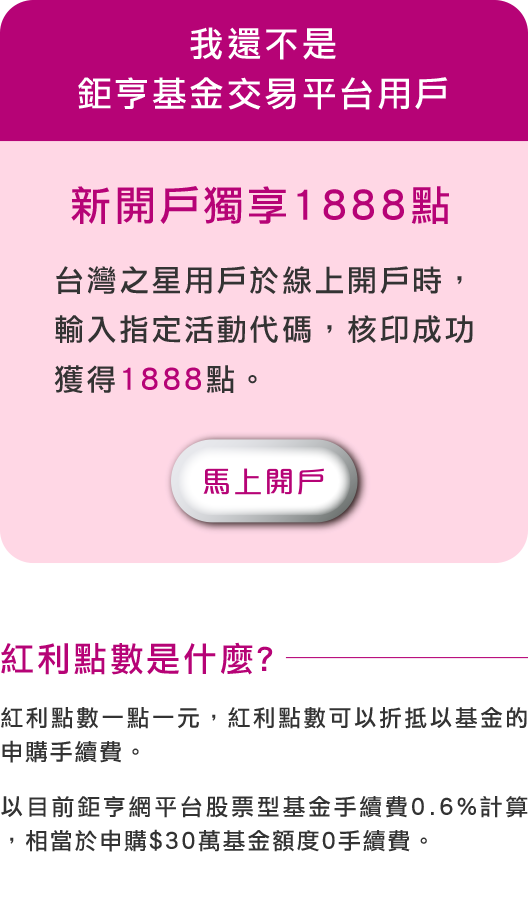 我還不是
鉅亨基金交易平台用戶
新開戶獨享1888點
台灣之星用戶於線上開戶時，
輸入指定活動代碼，核印成功
獲得1888點。
馬上開戶
紅利點數是什麼?
紅利點數一點一元，紅利點數可以折抵以基金的
申購手續費。
以目前鉅亨網平台股票型基金手續費0.6%計算
，相當於申購$30萬基金額度0手續費。